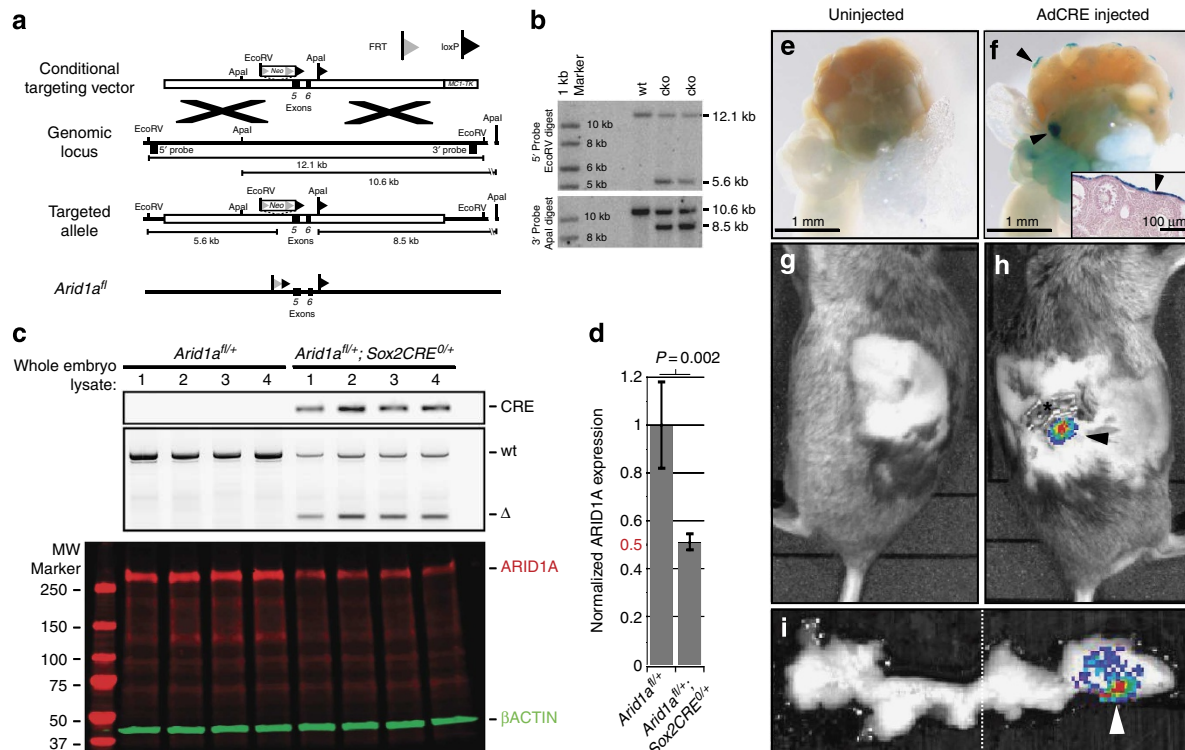 a
FRT
loxP
Conditional
targeting vector
EcoRV
ApaI
Neo
ApaI
MC1-TK
5 6
Exons
Genomic
locus
EcoRV
ApaI
EcoRV
ApaI
5′ probe
3′ probe
12.1 kb
10.6 kb
Targeted
allele
EcoRV
ApaI
EcoRV
Neo
ApaI
EcoRV
ApaI
5 6
5.6 kb
Exons
8.5 kb
Arid1a^fl
5 6
Exons
b
1 kb
Marker
wt
cko
cko
5′ Probe
EcoRV digest
10 kb
8 kb
6 kb
5 kb
12.1 kb
5.6 kb
3′ Probe
ApaI digest
10 kb
8 kb
10.6 kb
8.5 kb
c
Arid1a^fl/+
Arid1a^fl/+; Sox2CRE^0/+
Whole embryo
lysate:
1 2 3 4 1 2 3 4
CRE
wt
Δ
MW
Marker
250
150
100
75
50
37
ARID1A
βACTIN
d
P = 0.002
Normalized ARID1A expression
1.2
1
0.8
0.6
0.5
0.4
0.2
0
Arid1a^fl/+
Arid1a^fl/+;
Sox2CRE^0/+
Uninjected
AdCRE injected
e
1 mm
f
1 mm
100 µm
g
h
*
i